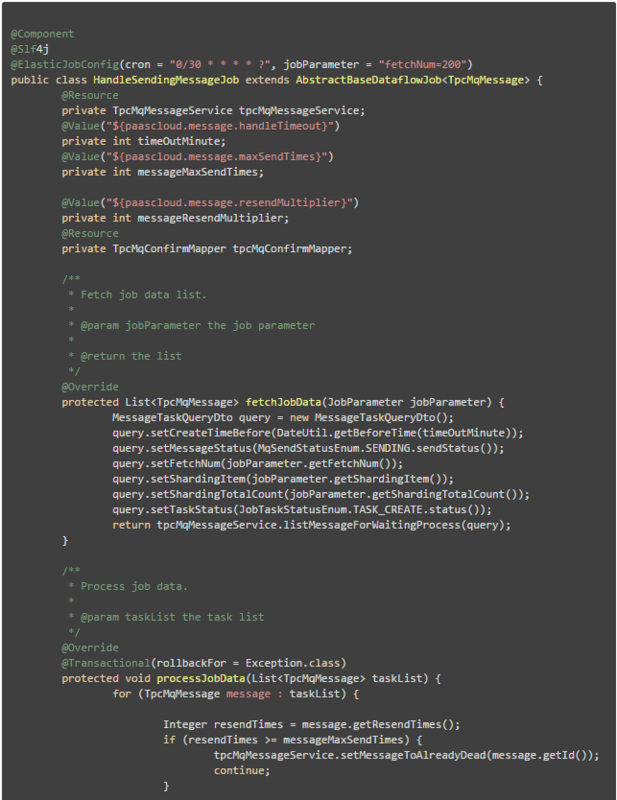 @Component
@Slf4j
@ElasticJobConfig(cron = "0/30 * * * * ?", jobParameter = "fetchNum=200")
public class HandleSendingMessageJob extends AbstractBaseDataflowJob<TpcMqMessage> {
@Resource
private TpcMqMessageService tpcMqMessageService;
@Value("${paascloud.message.handleTimeout}")
private int timeOutMinute;
@Value("${paascloud.message.maxSendTimes}")
private int messageMaxSendTimes;
@Value("${paascloud.message.resendMultiplier}")
private int messageResendMultiplier;
@Resource
private TpcMqConfirmMapper tpcMqConfirmMapper;
/**
* Fetch job data list.
*
* @param jobParameter the job parameter
*
* @return the list
*/
@Override
protected List<TpcMqMessage> fetchJobData(JobParameter jobParameter) {
MessageTaskQueryDto query = new MessageTaskQueryDto();
query.setCreateTimeBefore(DateUtil.getBeforeTime(timeOutMinute));
query.setMessageStatus(MqSendStatusEnum.SENDING.sendStatus());
query.setFetchNum(jobParameter.getFetchNum());
query.setShardingItem(jobParameter.getShardingItem());
query.setShardingTotalCount(jobParameter.getShardingTotalCount());
query.setTaskStatus(JobTaskStatusEnum.TASK_CREATE.status());
return tpcMqMessageService.listMessageForWaitingProcess(query);
}
/**
* Process job data.
*
* @param taskList the task list
*/
@Override
@Transactional(rollbackFor = Exception.class)
protected void processJobData(List<TpcMqMessage> taskList) {
for (TpcMqMessage message : taskList) {
Integer resendTimes = message.getResendTimes();
if (resendTimes >= messageMaxSendTimes) {
tpcMqMessageService.setMessageToAlreadyDead(message.getId());
continue;
}